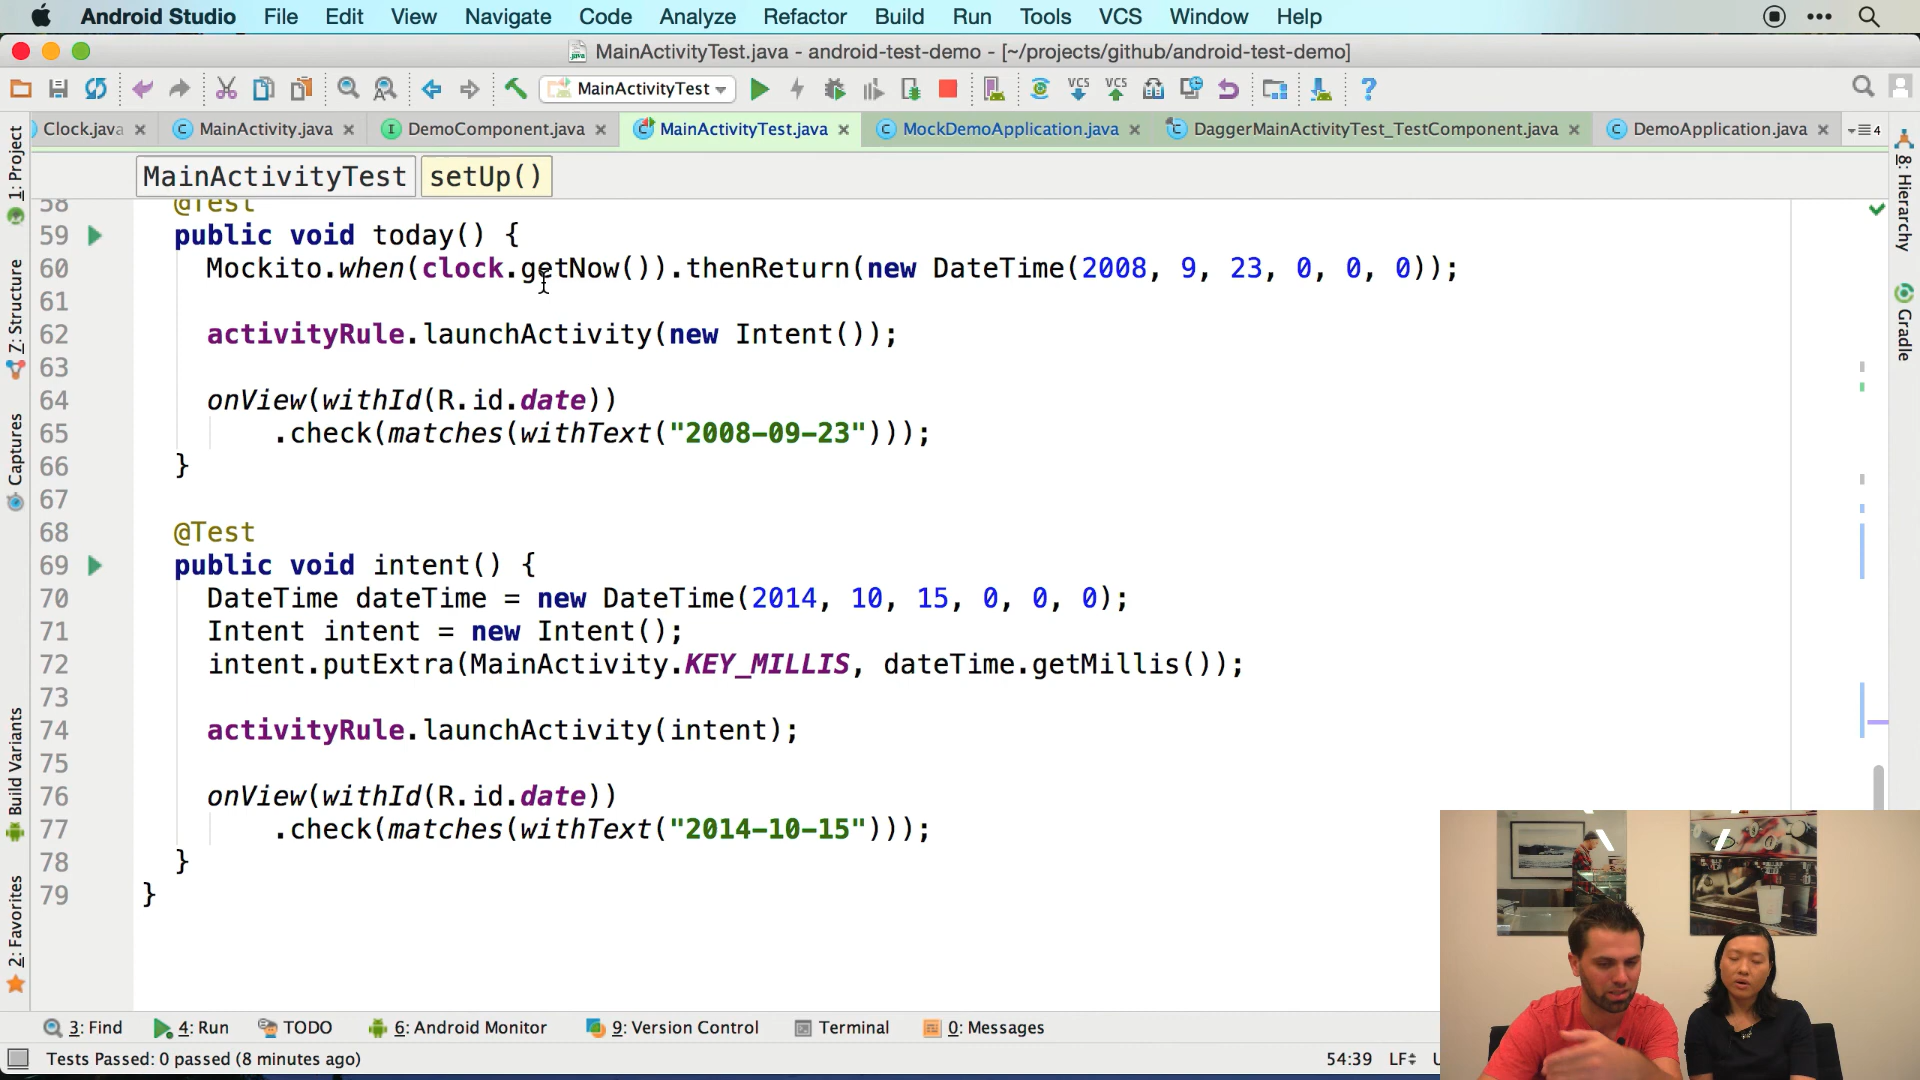 Android Studio File Edit View Navigate Code Analyze Refactor Build Run Tools VCS Window Help
MainActivityTest.java - android-test-demo - [~/projects/github/android-test-demo]
MainActivityTest
VCS VCS
Clock.java MainActivity.java DemoComponent.java MainActivityTest.java MockDemoApplication.java DaggerMainActivityTest_TestComponent.java DemoApplication.java 4
MainActivityTest setUp()
1: Project
7: Structure
Captures
Build Variants
2: Favorites
8: Hierarchy
Gradle
58 @Test
59 public void today() {
60 Mockito.when(clock.getNow()).thenReturn(new DateTime(2008, 9, 23, 0, 0, 0));
61
62 activityRule.launchActivity(new Intent());
63
64 onView(withId(R.id.date))
65 .check(matches(withText("2008-09-23")));
66 }
67
68 @Test
69 public void intent() {
70 DateTime dateTime = new DateTime(2014, 10, 15, 0, 0, 0);
71 Intent intent = new Intent();
72 intent.putExtra(MainActivity.KEY_MILLIS, dateTime.getMillis());
73
74 activityRule.launchActivity(intent);
75
76 onView(withId(R.id.date))
77 .check(matches(withText("2014-10-15")));
78 }
79 }
3: Find 4: Run TODO 6: Android Monitor 9: Version Control Terminal 0: Messages
Tests Passed: 0 passed (8 minutes ago) 54:39 LF